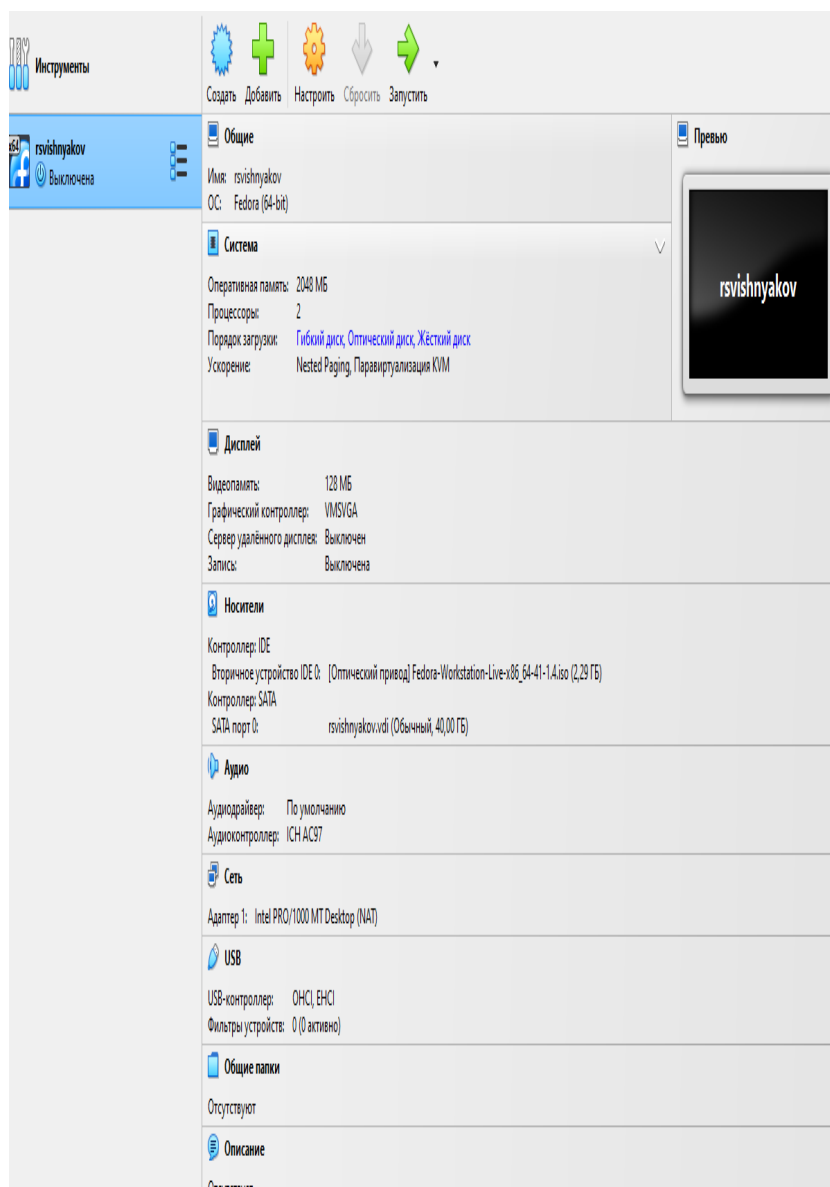 Инструменты
Создать Добавить Настроить Сбросить Запустить
x64
rsvishnyakov
Выключена
Общие
Имя: rsvishnyakov
ОС: Fedora (64-bit)
Превью
rsvishnyakov
Система
Оперативная память: 2048 МБ
Процессоры: 2
Порядок загрузки: Гибкий диск, Оптический диск, Жёсткий диск
Ускорение: Nested Paging, Паравиртуализация KVM
Дисплей
Видеопамять: 128 МБ
Графический контроллер: VMSVGA
Сервер удалённого дисплея: Выключен
Запись: Выключена
Носители
Контроллер: IDE
Вторичное устройство IDE 0: [Оптический привод] Fedora-Workstation-Live-x86_64-41-1.4.iso (2,29 ГБ)
Контроллер: SATA
SATA порт 0: rsvishnyakov.vdi (Обычный, 40,00 ГБ)
Аудио
Аудиодрайвер: По умолчанию
Аудиоконтроллер: ICH AC97
Сеть
Адаптер 1: Intel PRO/1000 MT Desktop (NAT)
USB
USB-контроллер: OHCI, EHCI
Фильтры устройств: 0 (0 активно)
Общие папки
Отсутствуют
Описание